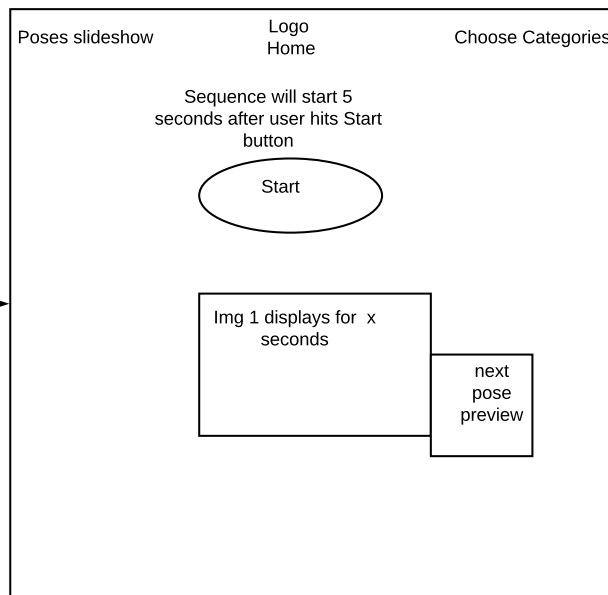 Poses slideshow
Logo
Home
Choose Categories
Sequence will start 5
seconds after user hits Start
button
Start
Img 1 displays for x
seconds
next
pose
preview